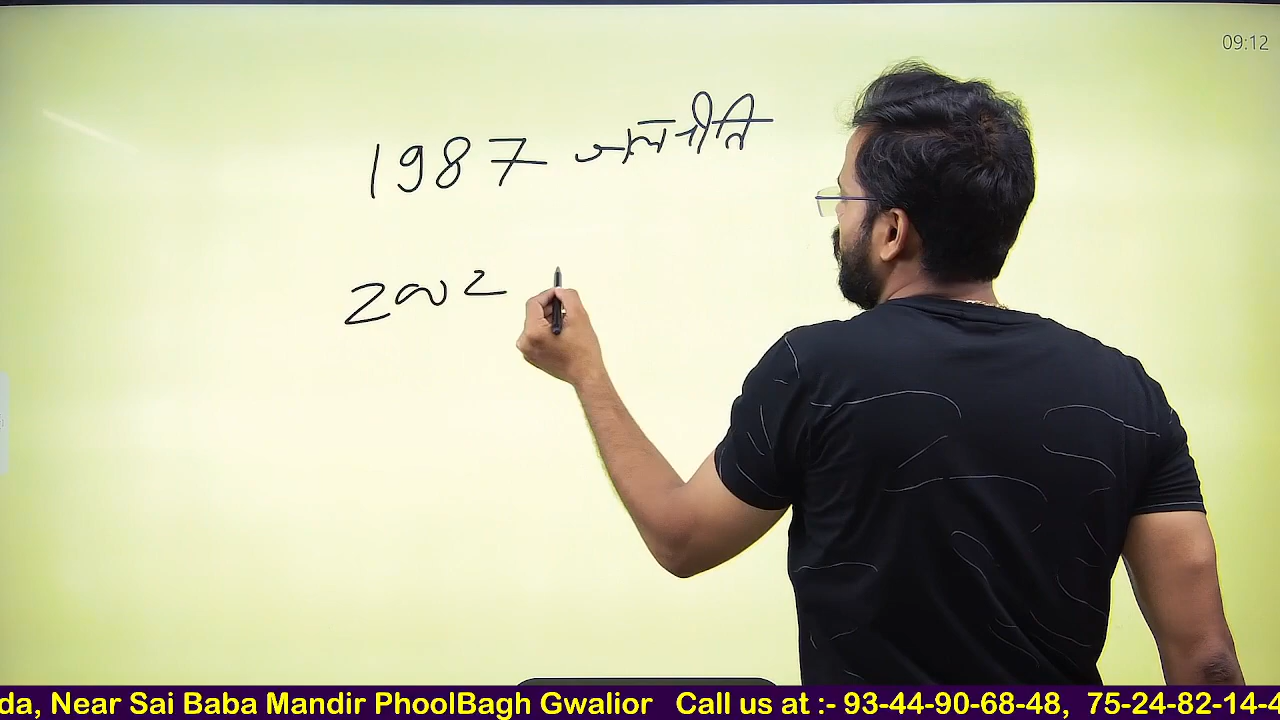 09:12
1987 जलनीति
2002
da, Near Sai Baba Mandir PhoolBagh Gwalior Call us at :- 93-44-90-68-48, 75-24-82-14-4